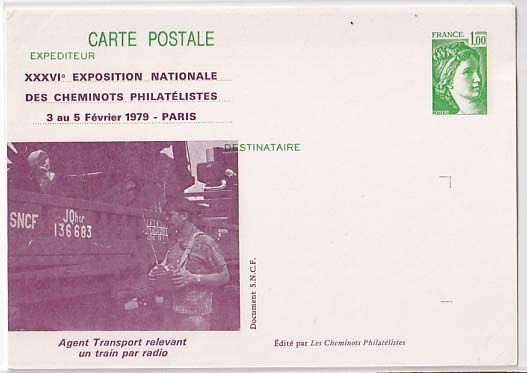 CARTE POSTALE
EXPEDITEUR
XXXVIe EXPOSITION NATIONALE
DES CHEMINOTS PHILATÉLISTES
3 au 5 Février 1979 - PARIS
FRANCE
1,00
DESTINATAIRE
SNCF
JQhor
136 683
Document S.N.C.F.
Agent Transport relevant
un train par radio
Édité par Les Cheminots Philatélistes